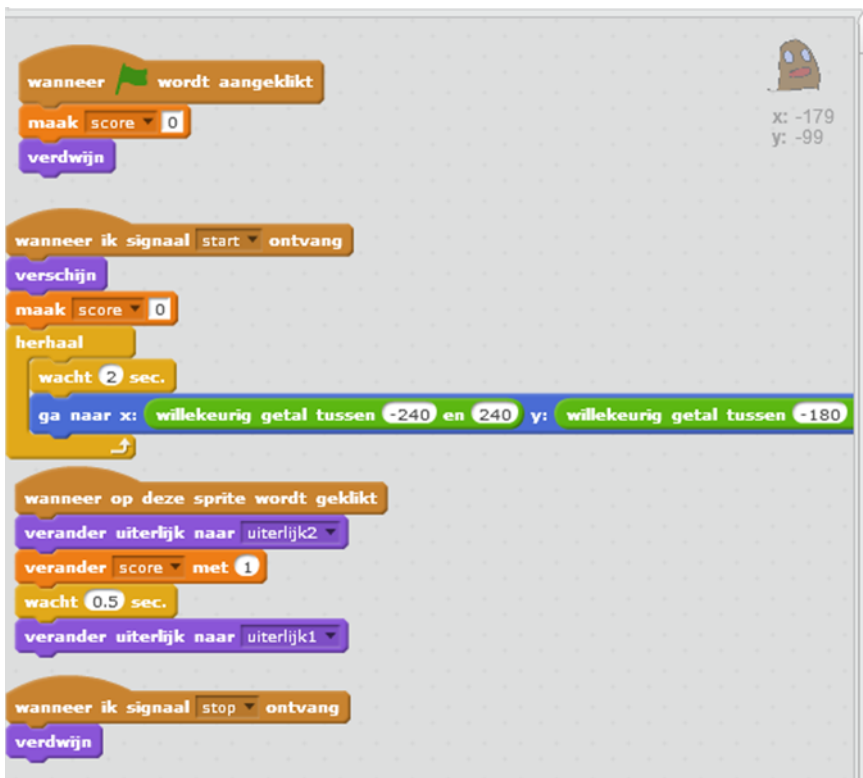 wanneer wordt aangeklikt
maak score 0
verdwijn
x: -179
y: -99
wanneer ik signaal start ontvang
verschijn
maak score 0
herhaal
wacht 2 sec.
ga naar x: willekeurig getal tussen -240 en 240 y: willekeurig getal tussen -180
wanneer op deze sprite wordt geklikt
verander uiterlijk naar uiterlijk2
verander score met 1
wacht 0.5 sec.
verander uiterlijk naar uiterlijk1
wanneer ik signaal stop ontvang
verdwijn